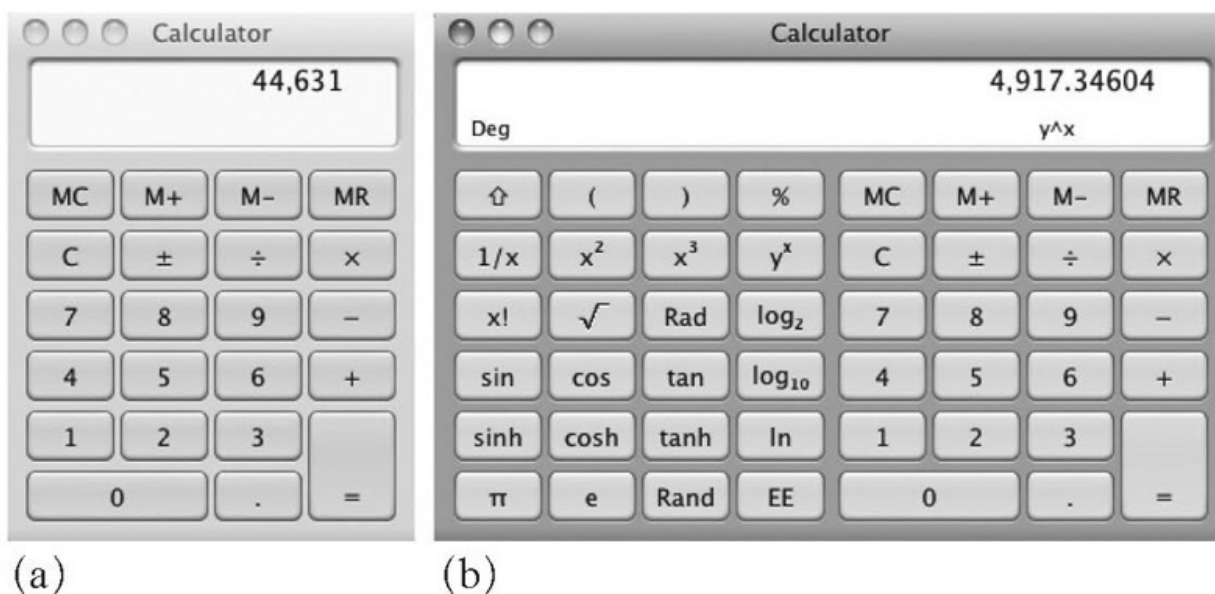 Calculator
44,631
MC M+ M- MR
C ± ÷ ×
7 8 9 −
4 5 6 +
1 2 3
0 . =
(a)
Calculator
4,917.34604
Deg y^x
⇧ ( ) % MC M+ M- MR
1/x x² x³ yˣ C ± ÷ ×
x! √ Rad log₂ 7 8 9 −
sin cos tan log₁₀ 4 5 6 +
sinh cosh tanh ln 1 2 3
π e Rand EE 0 . =
(b)